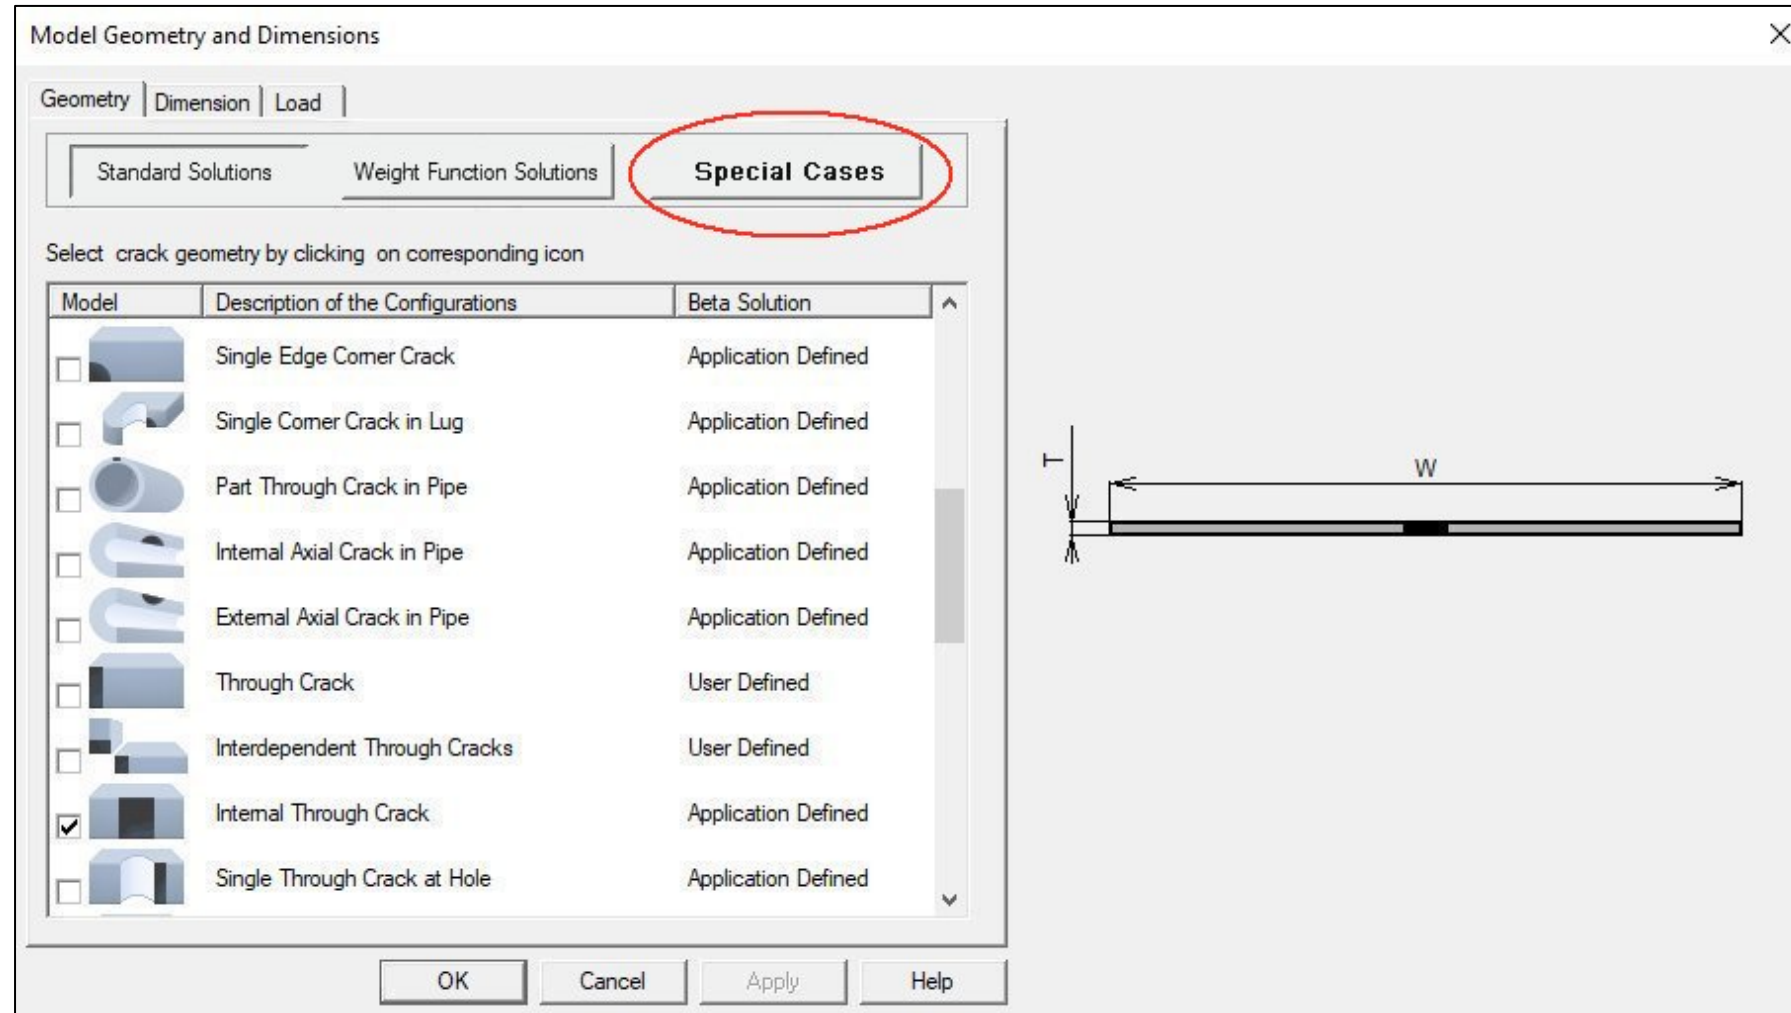 Model Geometry and Dimensions
Geometry Dimension Load
Standard Solutions Weight Function Solutions Special Cases
Select crack geometry by clicking on corresponding icon
Model Description of the Configurations Beta Solution
Single Edge Corner Crack Application Defined
Single Corner Crack in Lug Application Defined
Part Through Crack in Pipe Application Defined
Internal Axial Crack in Pipe Application Defined
External Axial Crack in Pipe Application Defined
Through Crack User Defined
Interdependent Through Cracks User Defined
Internal Through Crack Application Defined
Single Through Crack at Hole Application Defined
T
W
OK Cancel Apply Help